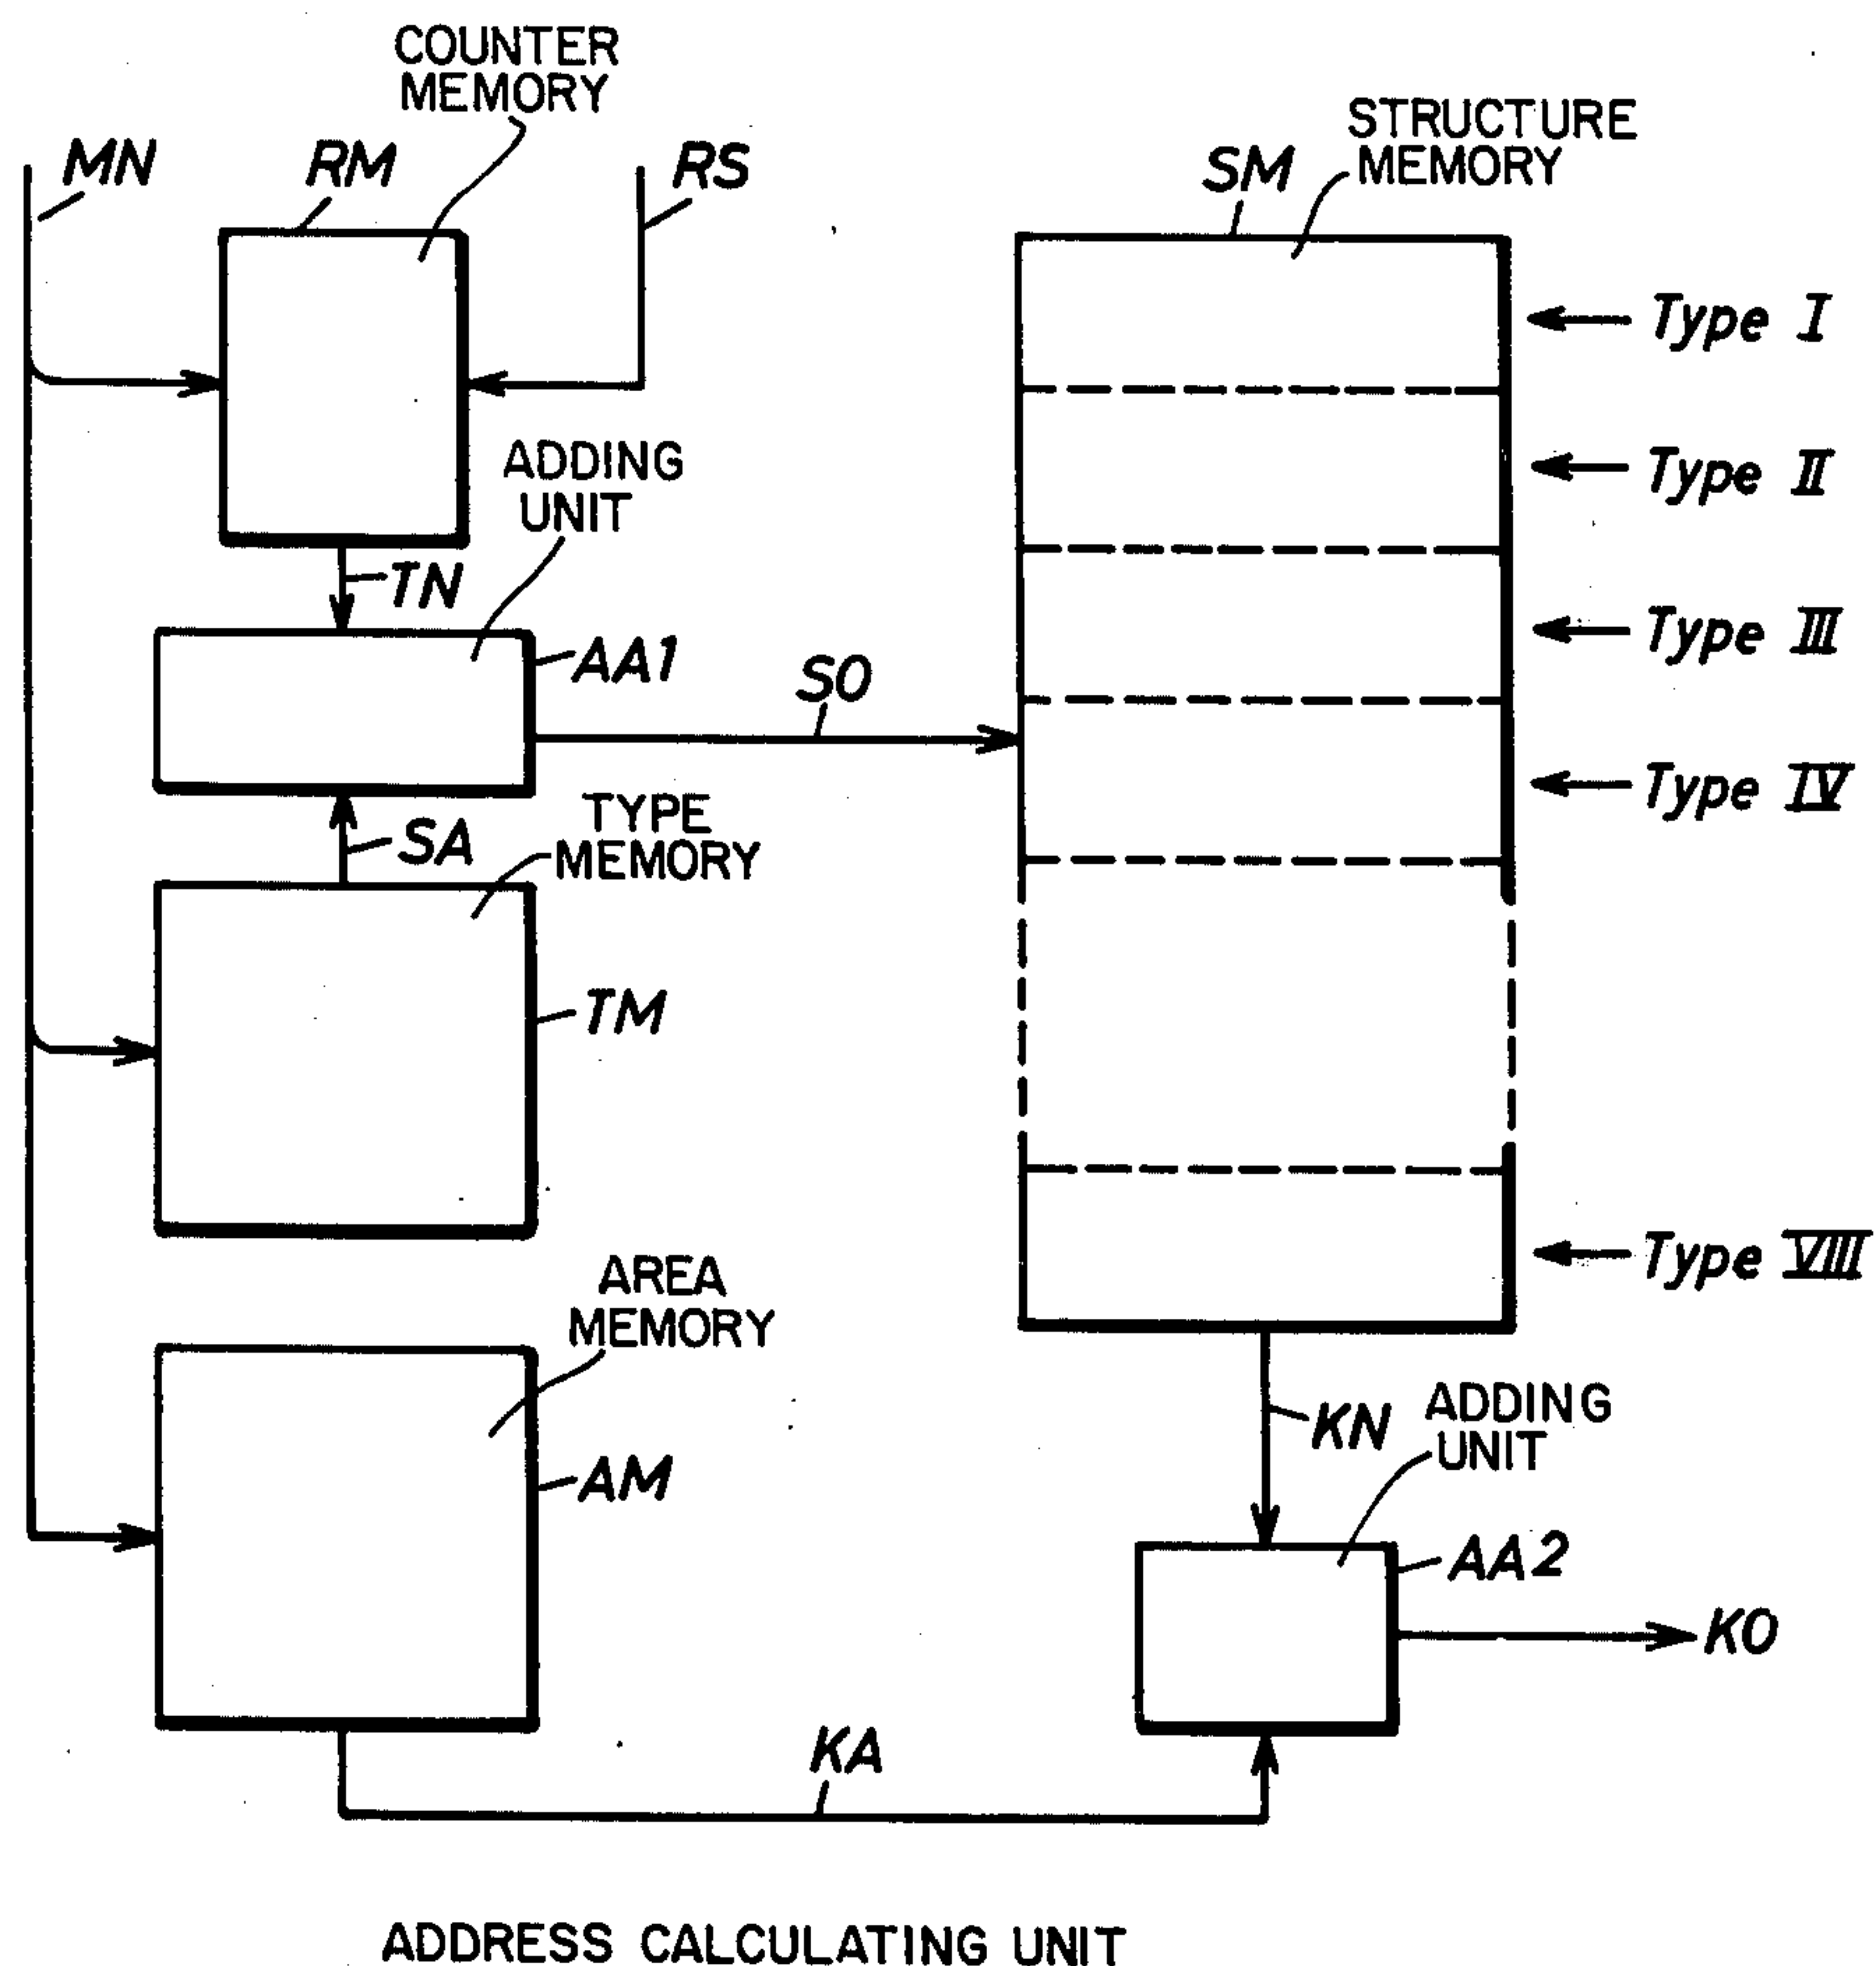 COUNTER
MEMORY
MN
RM
RS
STRUCTURE
MEMORY
SM
Type I
Type II
Type III
Type IV
Type VIII
ADDING
UNIT
TN
AA1
SO
SA
TYPE
MEMORY
TM
AREA
MEMORY
AM
KN
ADDING
UNIT
AA2
KO
KA
ADDRESS CALCULATING UNIT